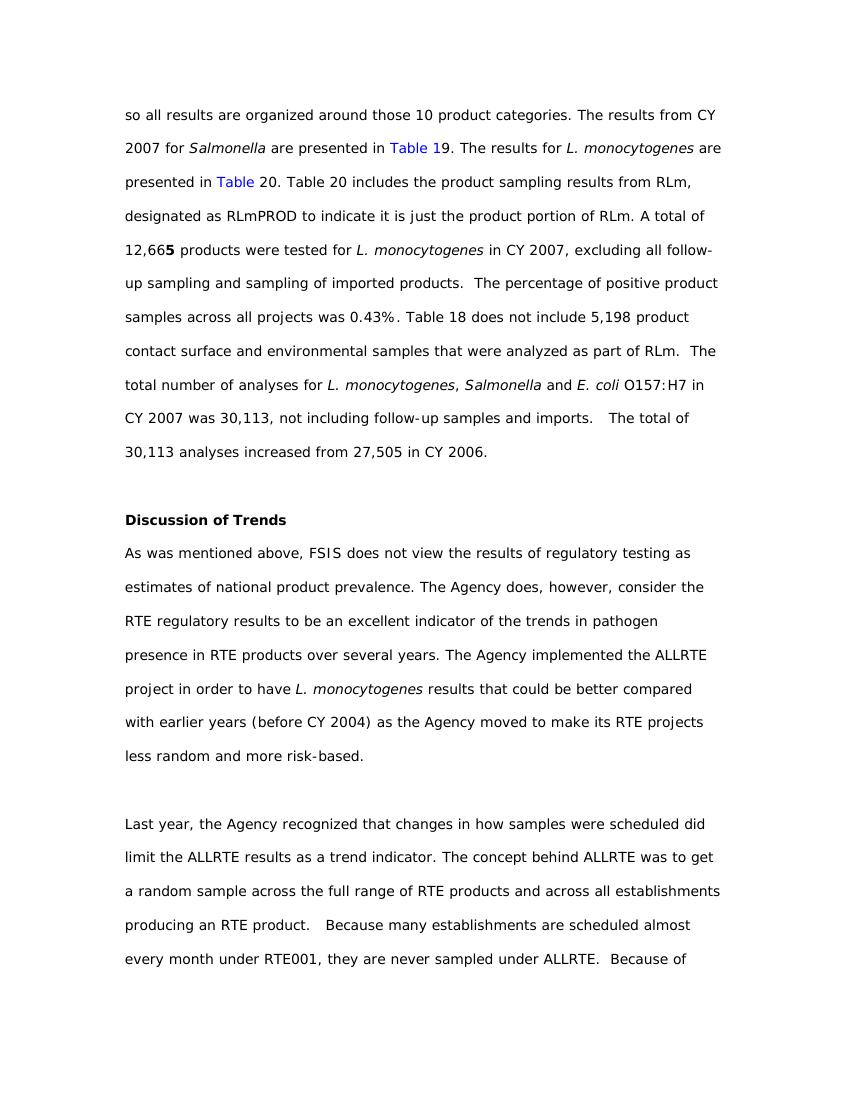 so all results are organized around those 10 product categories. The results from CY
2007 for Salmonella are presented in Table 19. The results for L. monocytogenes are
presented in Table 20. Table 20 includes the product sampling results from RLm,
designated as RLmPROD to indicate it is just the product portion of RLm. A total of
12,665 products were tested for L. monocytogenes in CY 2007, excluding all follow-
up sampling and sampling of imported products.  The percentage of positive product
samples across all projects was 0.43%. Table 18 does not include 5,198 product
contact surface and environmental samples that were analyzed as part of RLm.  The
total number of analyses for L. monocytogenes, Salmonella and E. coli O157:H7 in
CY 2007 was 30,113, not including follow-up samples and imports.   The total of
30,113 analyses increased from 27,505 in CY 2006.
Discussion of Trends
As was mentioned above, FSIS does not view the results of regulatory testing as
estimates of national product prevalence. The Agency does, however, consider the
RTE regulatory results to be an excellent indicator of the trends in pathogen
presence in RTE products over several years. The Agency implemented the ALLRTE
project in order to have L. monocytogenes results that could be better compared
with earlier years (before CY 2004) as the Agency moved to make its RTE projects
less random and more risk-based.
Last year, the Agency recognized that changes in how samples were scheduled did
limit the ALLRTE results as a trend indicator. The concept behind ALLRTE was to get
a random sample across the full range of RTE products and across all establishments
producing an RTE product.   Because many establishments are scheduled almost
every month under RTE001, they are never sampled under ALLRTE.  Because of